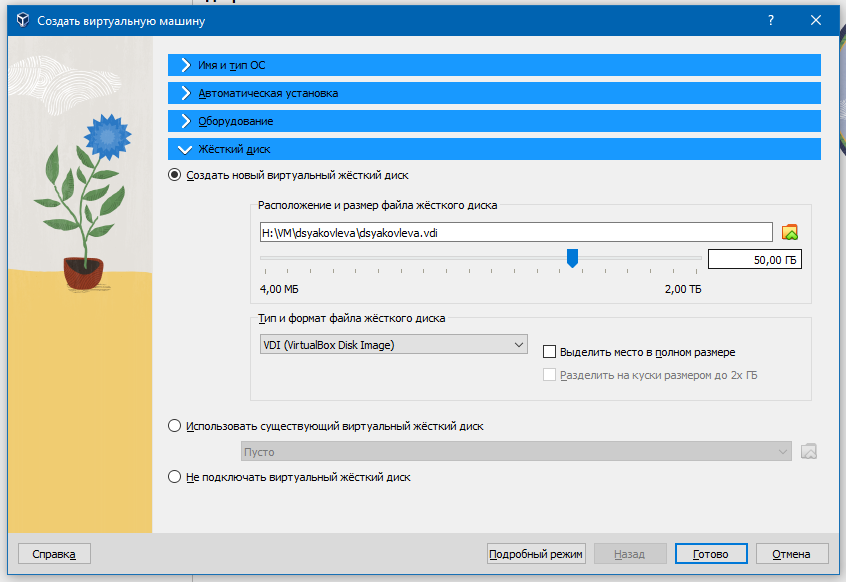 Создать виртуальную машину
?
Имя и тип ОС
Автоматическая установка
Оборудование
Жёсткий диск
Создать новый виртуальный жёсткий диск
Расположение и размер файла жёсткого диска
H:\VM\dsyakovleva\dsyakovleva.vdi
50,00 ГБ
4,00 МБ 2,00 ТБ
Тип и формат файла жёсткого диска
VDI (VirtualBox Disk Image)
Выделить место в полном размере
Разделить на куски размером до 2х ГБ
Использовать существующий виртуальный жёсткий диск
Пусто
Не подключать виртуальный жёсткий диск
Справка Подробный режим Назад Готово Отмена